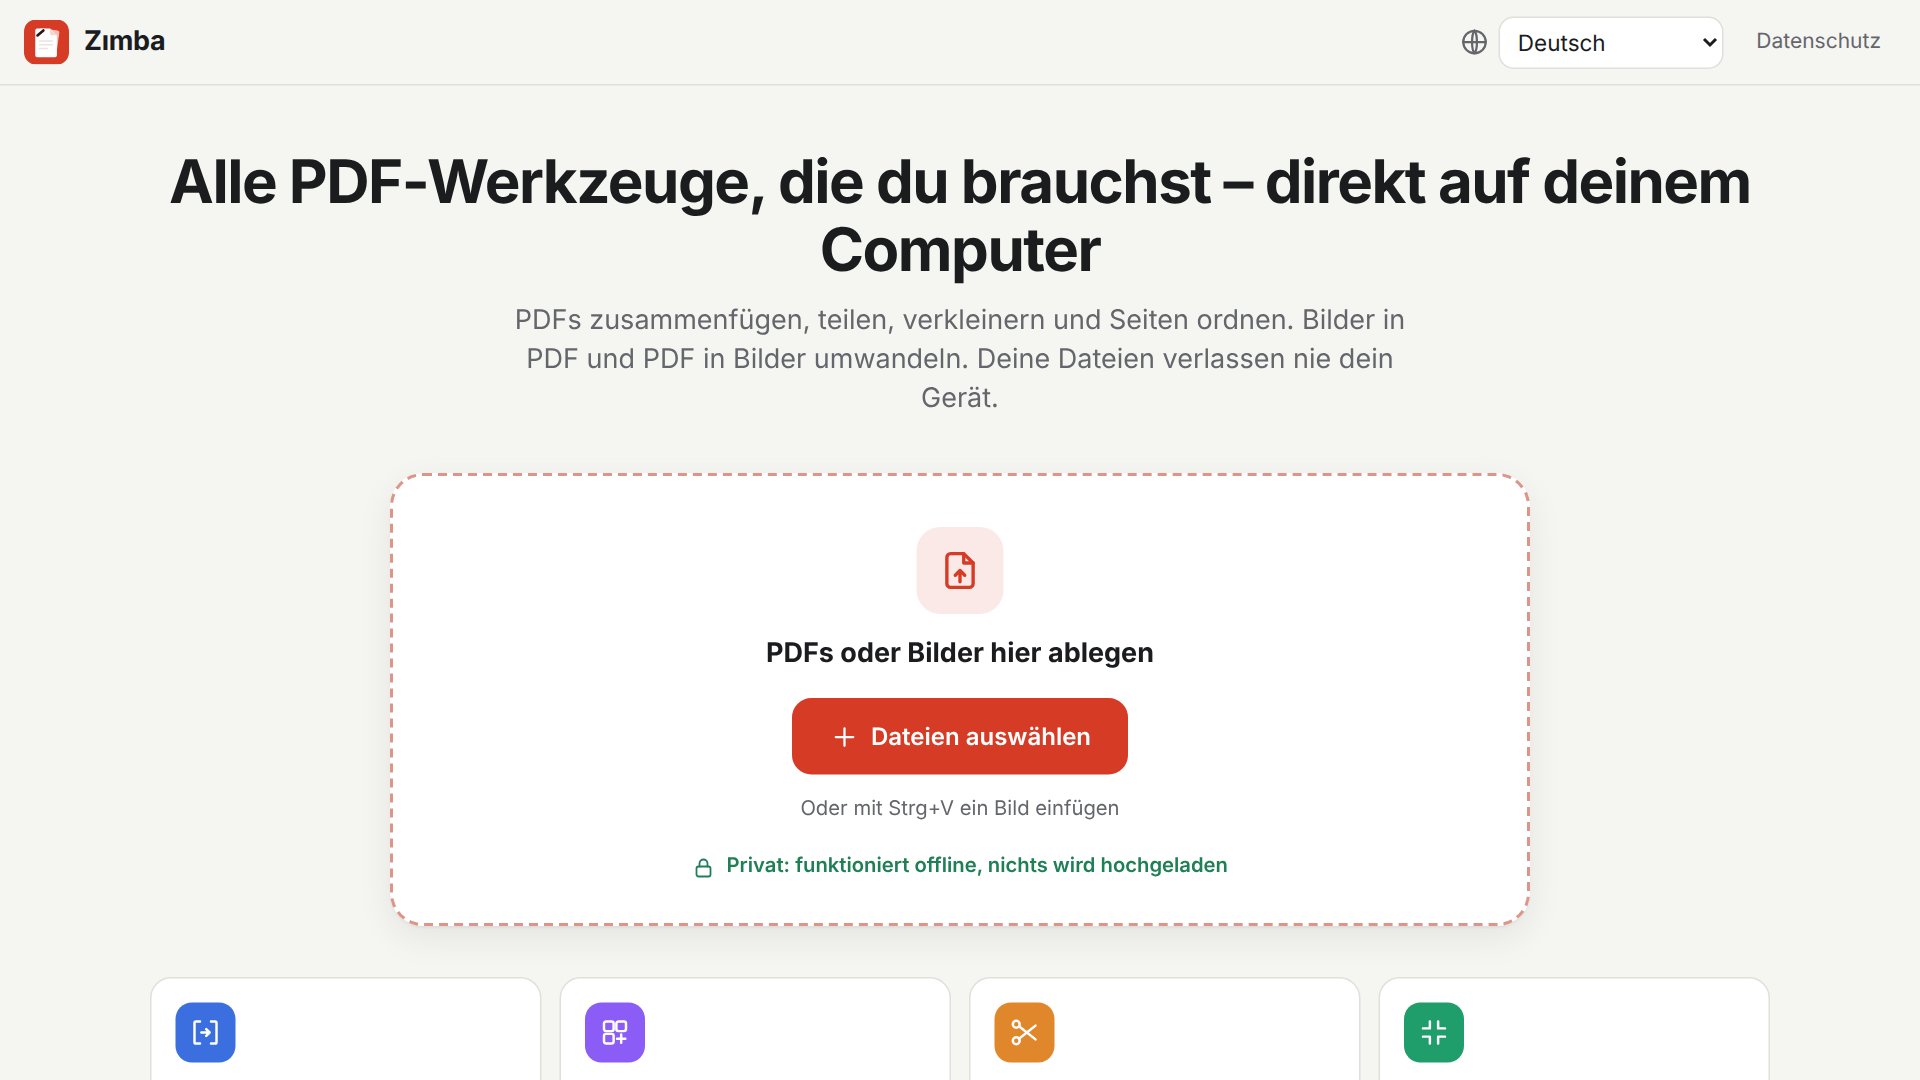 Zımba
Deutsch
Datenschutz
Alle PDF-Werkzeuge, die du brauchst – direkt auf deinem
Computer
PDFs zusammenfügen, teilen, verkleinern und Seiten ordnen. Bilder in
PDF und PDF in Bilder umwandeln. Deine Dateien verlassen nie dein
Gerät.
PDFs oder Bilder hier ablegen
Dateien auswählen
Oder mit Strg+V ein Bild einfügen
Privat: funktioniert offline, nichts wird hochgeladen